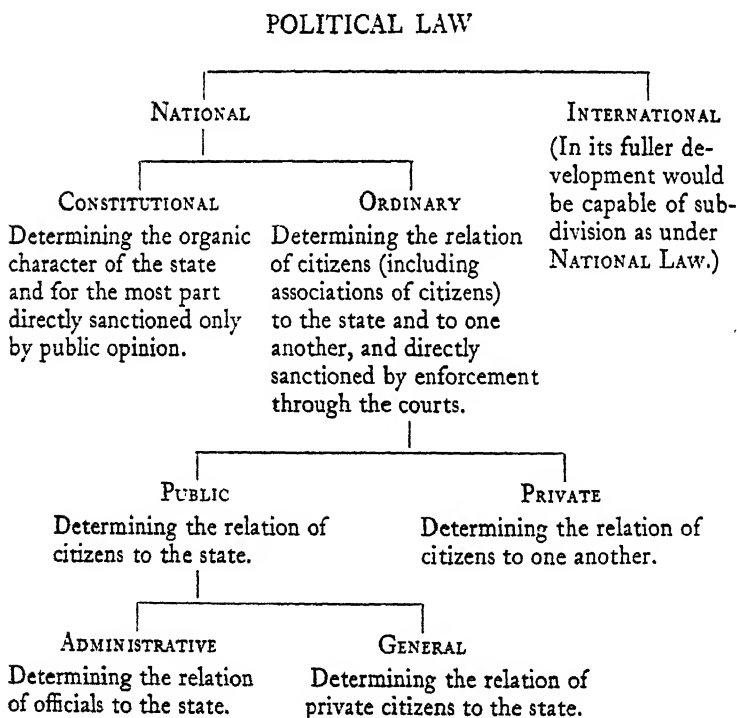 POLITICAL LAW
NATIONAL
INTERNATIONAL
(In its fuller de-
velopment would
be capable of sub-
division as under
NATIONAL LAW.)
CONSTITUTIONAL
Determining the organic
character of the state
and for the most part
directly sanctioned only
by public opinion.
ORDINARY
Determining the relation
of citizens (including
associations of citizens)
to the state and to one
another, and directly
sanctioned by enforcement
through the courts.
PUBLIC
Determining the relation of
citizens to the state.
PRIVATE
Determining the relation of
citizens to one another.
ADMINISTRATIVE
Determining the relation
of officials to the state.
GENERAL
Determining the relation of
private citizens to the state.